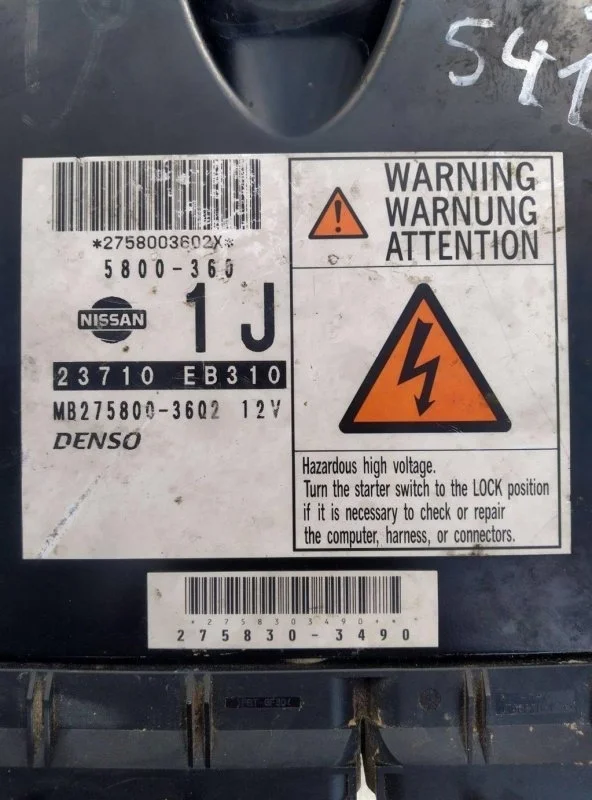 541
*2758003602X*
5800-360
1J
NISSAN
23710 EB310
MB275800-3602 12V
DENSO
WARNING
WARNUNG
ATTENTION
Hazardous high voltage.
Turn the starter switch to the LOCK position
if it is necessary to check or repair
the computer, harness, or connectors.
275830-3490